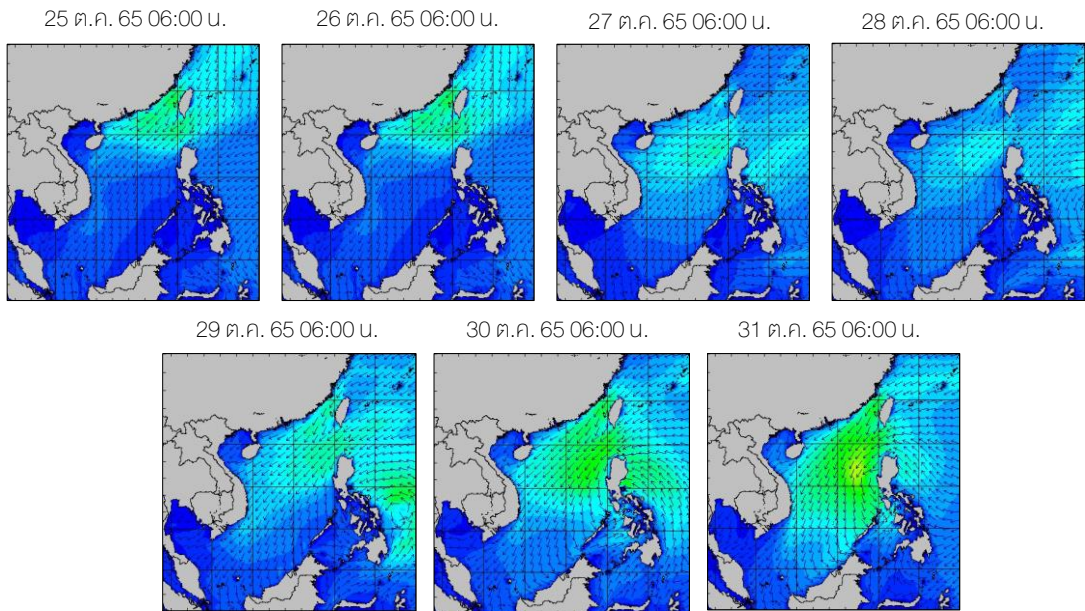 25 ต.ค. 65 06:00 น.
26 ต.ค. 65 06:00 น.
27 ต.ค. 65 06:00 น.
28 ต.ค. 65 06:00 น.
29 ต.ค. 65 06:00 น.
30 ต.ค. 65 06:00 น.
31 ต.ค. 65 06:00 น.